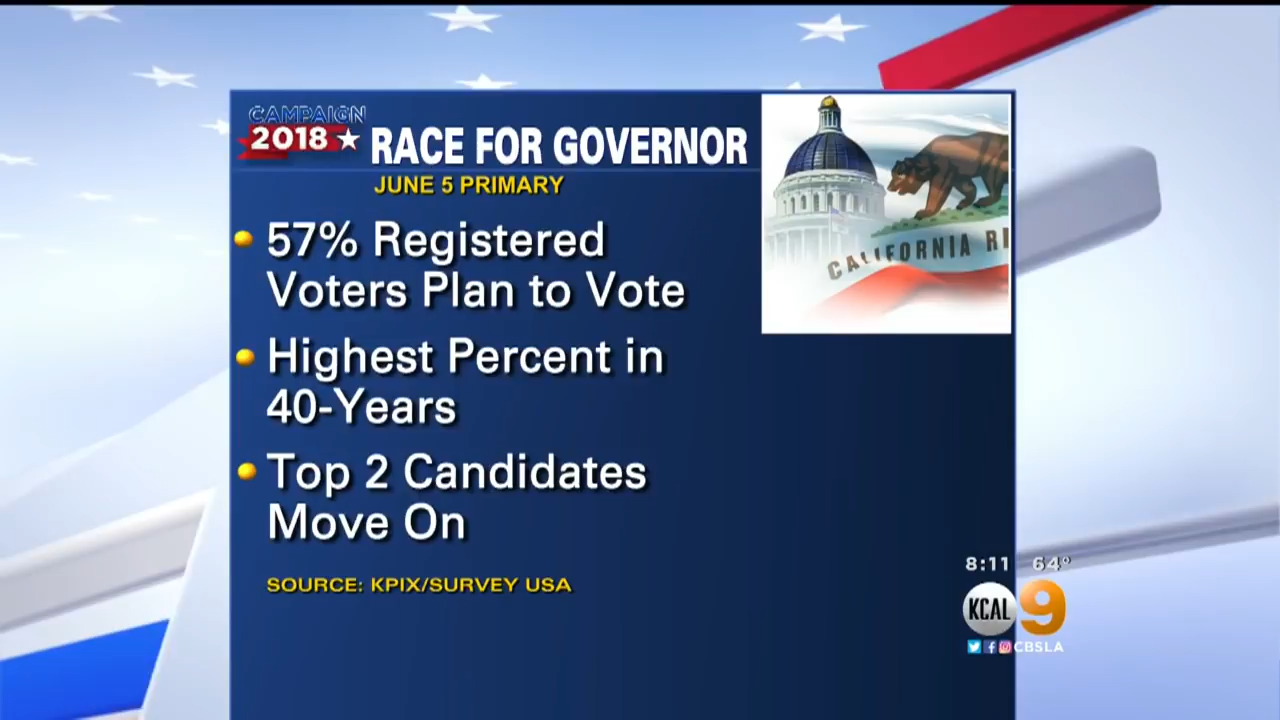 CAMPAIGN
2018
RACE FOR GOVERNOR
JUNE 5 PRIMARY
57% Registered
Voters Plan to Vote
Highest Percent in
40-Years
Top 2 Candidates
Move On
SOURCE: KPIX/SURVEY USA
CALIFORNIA RE
8:11 64°
KCAL 9
CBSLA